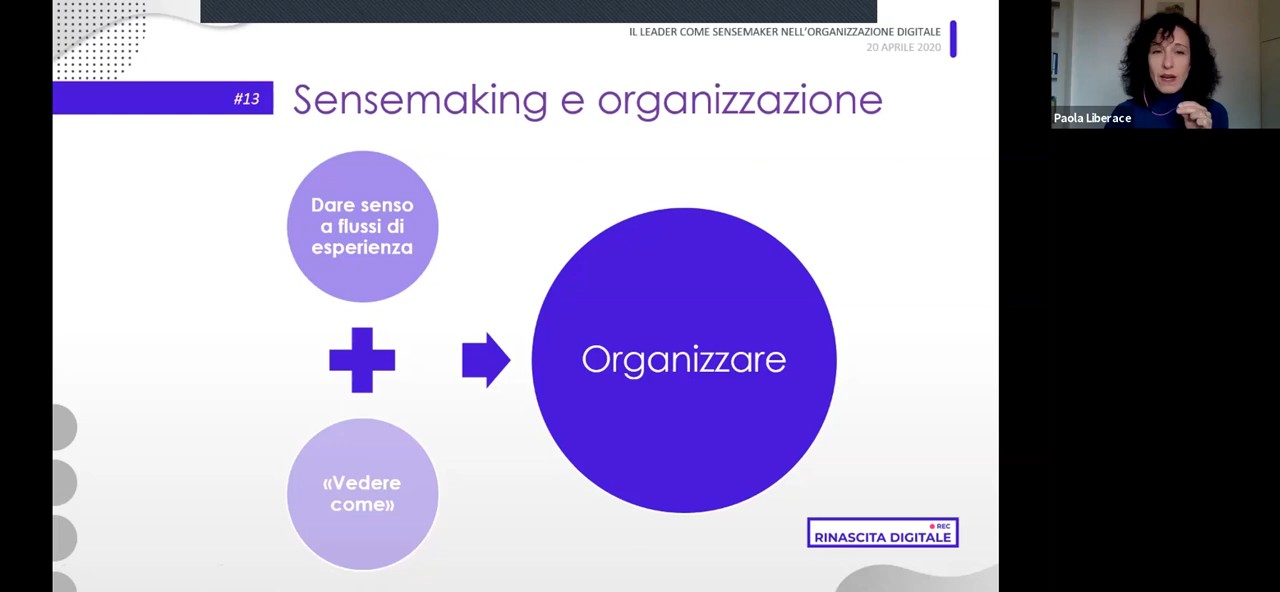 IL LEADER COME SENSEMAKER NELL'ORGANIZZAZIONE DIGITALE
20 APRILE 2020
#13
Sensemaking e organizzazione
Dare senso
a flussi di
esperienza
Organizzare
«Vedere
come»
REC
RINASCITA DIGITALE
Paola Liberace